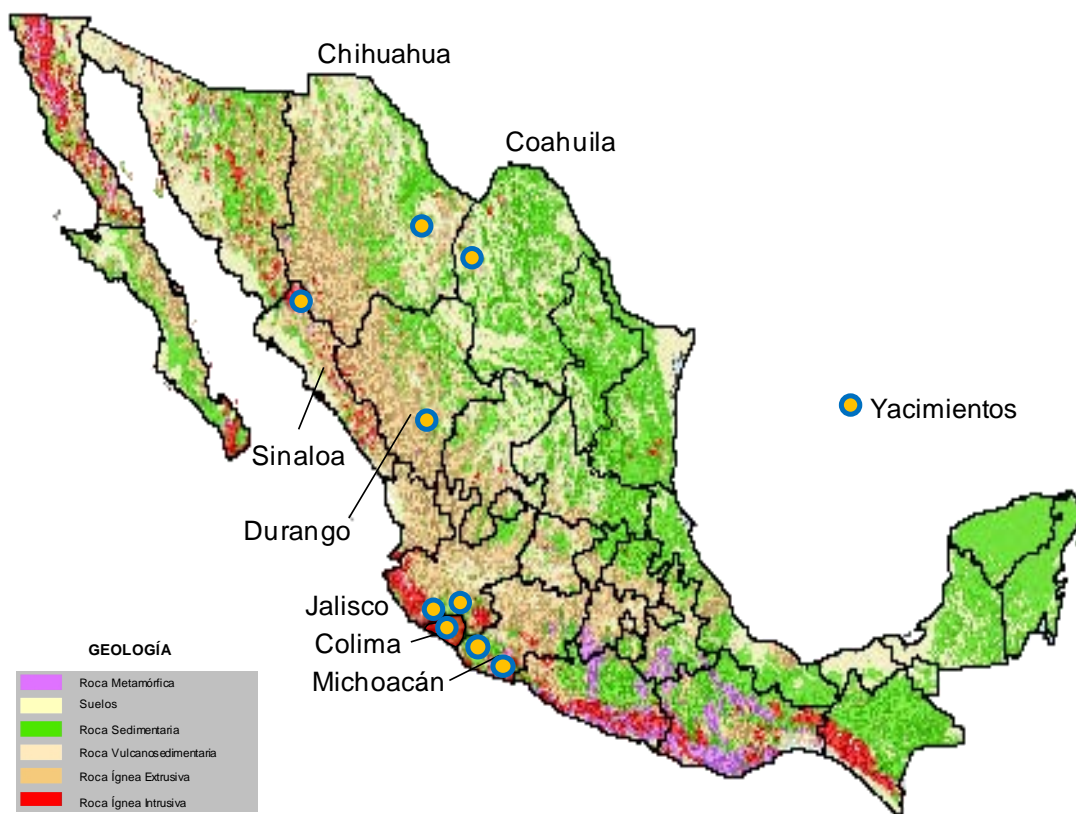 Chihuahua
Coahuila
Yacimientos
Sinaloa
Durango
Jalisco
Colima
Michoacán
GEOLOGÍA
Roca Metamórfica
Suelos
Roca Sedimentaria
Roca Vulcanosedimentaria
Roca Ígnea Extrusiva
Roca Ígnea Intrusiva